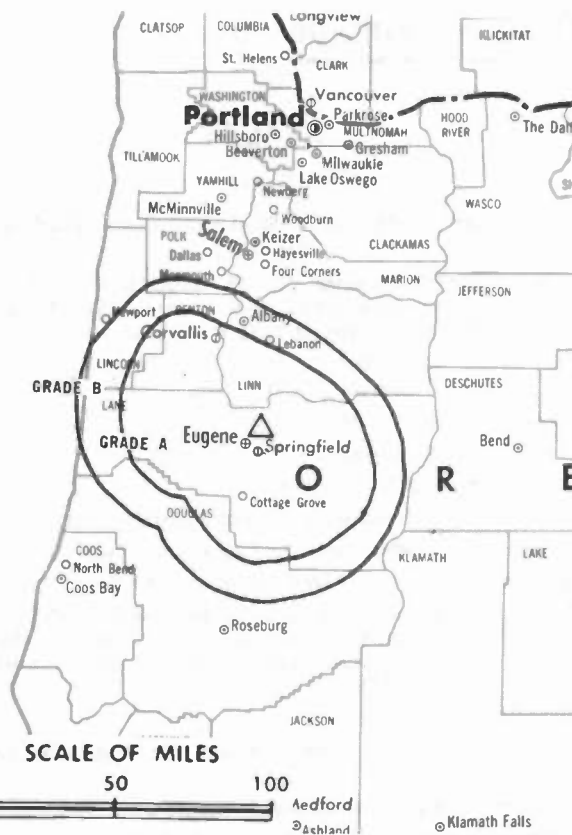 Longview
CLATSOP
COLUMBIA
KLICKITAT
St. Helens
CLARK
Vancouver
WASHINGTON
Portland
Parkrose
HOOD RIVER
The Dal
Hillsboro
MULTNOMAH
Beaverton
Gresham
Milwaukie
TILLAMOOK
Lake Oswego
YAMHILL
Newberg
WASCO
McMinnville
Woodburn
Salem
Keizer
POLK
CLACKAMAS
Dallas
Hayesville
Monmouth
Four Corners
MARION
JEFFERSON
Newport
BENTON
Albany
Corvallis
Lebanon
LINCOLN
GRADE B
LINN
DESCHUTES
LANE
GRADE A
Eugene
Springfield
Bend
O R E
Cottage Grove
DOUGLAS
COOS
KLAMATH
LAKE
North Bend
Coos Bay
Roseburg
JACKSON
SCALE OF MILES
50 100
Medford
Ashland
Klamath Falls